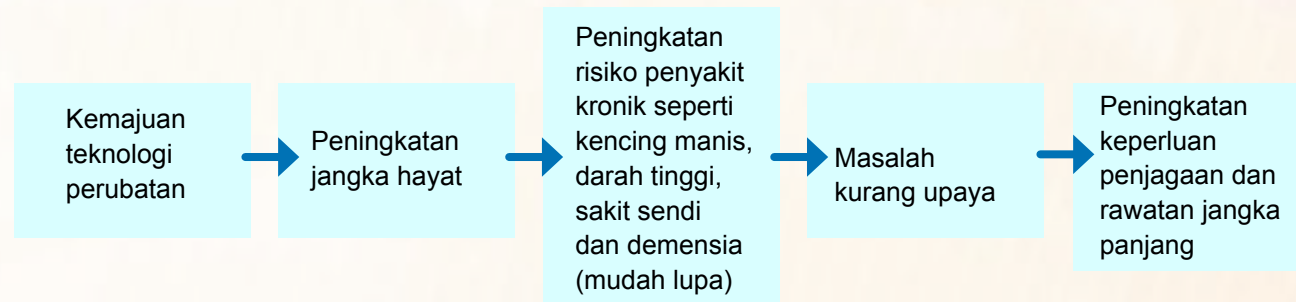 Kemajuan
teknologi
perubatan
Peningkatan
jangka hayat
Peningkatan
risiko penyakit
kronik seperti
kencing manis,
darah tinggi,
sakit sendi
dan demensia
(mudah lupa)
Masalah
kurang upaya
Peningkatan
keperluan
penjagaan dan
rawatan jangka
panjang